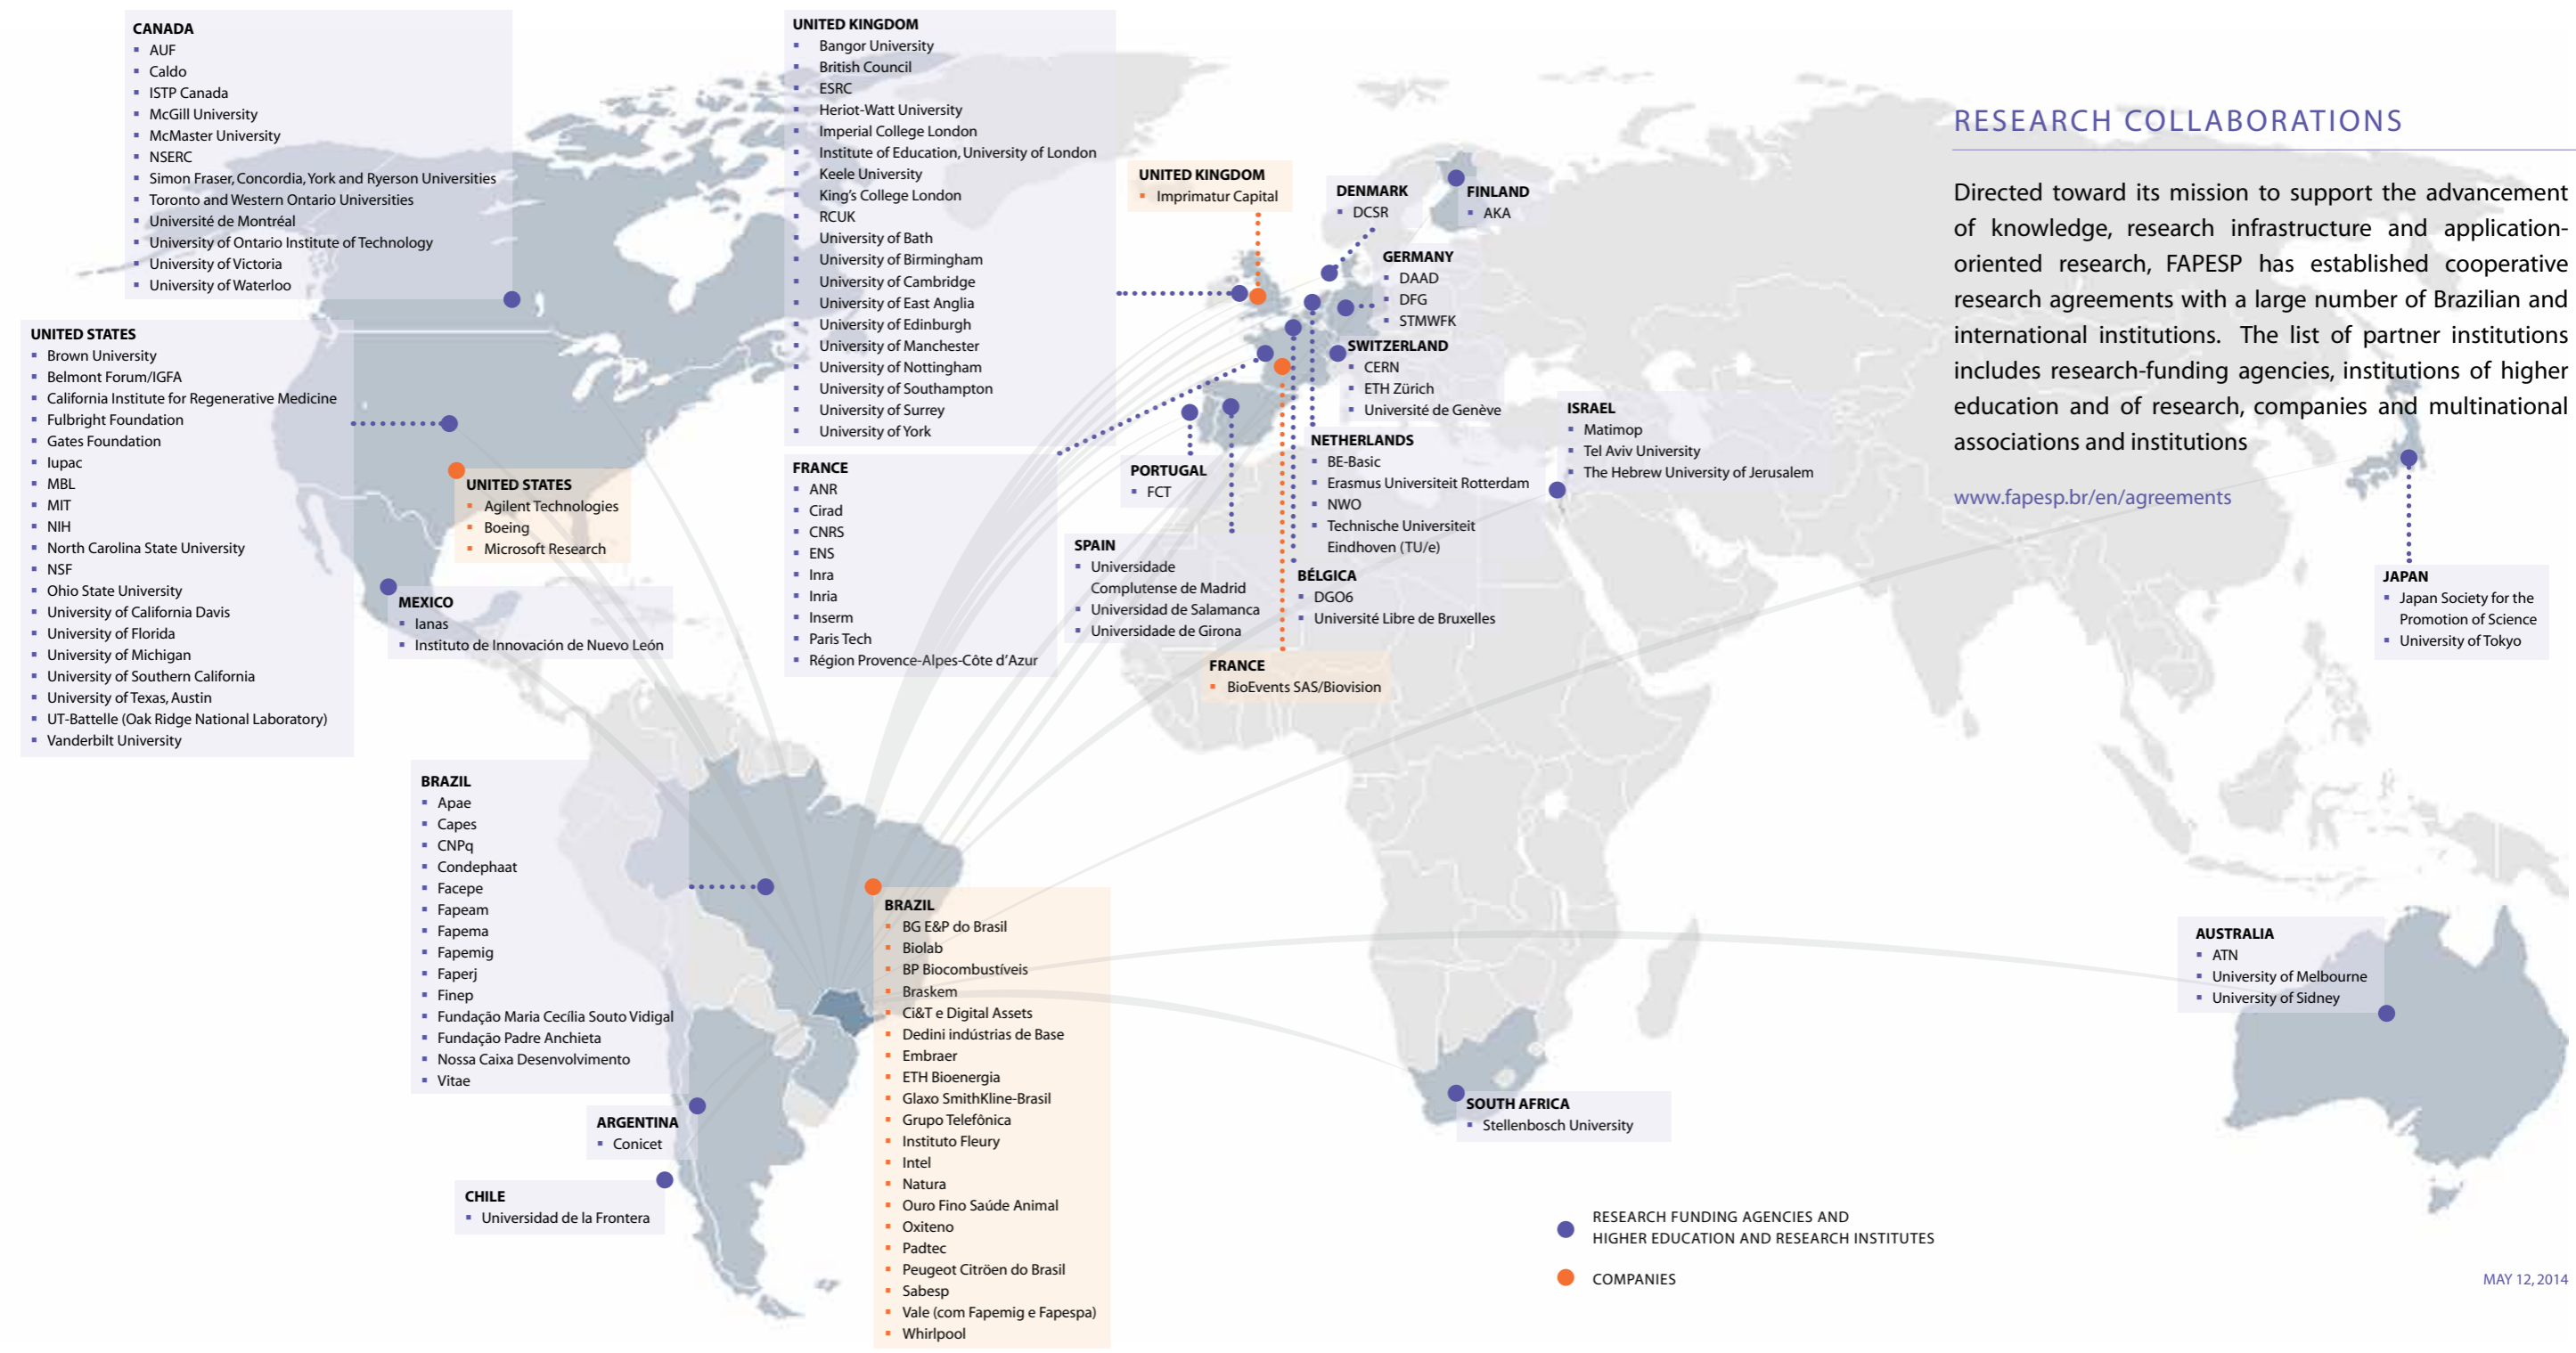 CANADA
AUF
Caldo
ISTP Canada
McGill University
McMaster University
NSERC
Simon Fraser, Concordia, York and Ryerson Universities
Toronto and Western Ontario Universities
Université de Montréal
University of Ontario Institute of Technology
University of Victoria
University of Waterloo
UNITED STATES
Brown University
Belmont Forum/IGFA
California Institute for Regenerative Medicine
Fulbright Foundation
Gates Foundation
Iupac
MBL
MIT
NIH
North Carolina State University
NSF
Ohio State University
University of California Davis
University of Florida
University of Michigan
University of Southern California
University of Texas, Austin
UT-Battelle (Oak Ridge National Laboratory)
Vanderbilt University
UNITED STATES
Agilent Technologies
Boeing
Microsoft Research
MEXICO
Ianas
Instituto de Innovación de Nuevo León
UNITED KINGDOM
Bangor University
British Council
ESRC
Heriot-Watt University
Imperial College London
Institute of Education, University of London
Keele University
King's College London
RCUK
University of Bath
University of Birmingham
University of Cambridge
University of East Anglia
University of Edinburgh
University of Manchester
University of Nottingham
University of Southampton
University of Surrey
University of York
FRANCE
ANR
Cirad
CNRS
ENS
Inra
Inria
Inserm
Paris Tech
Région Provence-Alpes-Côte d'Azur
UNITED KINGDOM
Imprimatur Capital
DENMARK
DCSR
FINLAND
AKA
GERMANY
DAAD
DFG
STMWFK
SWITZERLAND
CERN
ETH Zürich
Université de Genève
PORTUGAL
FCT
SPAIN
Universidade
Complutense de Madrid
Universidad de Salamanca
Universidade de Girona
NETHERLANDS
BE-Basic
Erasmus Universiteit Rotterdam
NWO
Technische Universiteit
Eindhoven (TU/e)
BÉLGICA
DGO6
Université Libre de Bruxelles
FRANCE
BioEvents SAS/Biovision
ISRAEL
Matimop
Tel Aviv University
The Hebrew University of Jerusalem
RESEARCH COLLABORATIONS
Directed toward its mission to support the advancement
of knowledge, research infrastructure and application-
oriented research, FAPESP has established cooperative
research agreements with a large number of Brazilian and
international institutions. The list of partner institutions
includes research-funding agencies, institutions of higher
education and of research, companies and multinational
associations and institutions
www.fapesp.br/en/agreements
JAPAN
Japan Society for the
Promotion of Science
University of Tokyo
BRAZIL
Apae
Capes
CNPq
Condephaat
Facepe
Fapeam
Fapema
Fapemig
Faperj
Finep
Fundação Maria Cecília Souto Vidigal
Fundação Padre Anchieta
Nossa Caixa Desenvolvimento
Vitae
ARGENTINA
Conicet
CHILE
Universidad de la Frontera
BRAZIL
BG E&P do Brasil
Biolab
BP Biocombustíveis
Braskem
Ci&T e Digital Assets
Dedini indústrias de Base
Embraer
ETH Bioenergia
Glaxo SmithKline-Brasil
Grupo Telefônica
Instituto Fleury
Intel
Natura
Ouro Fino Saúde Animal
Oxiteno
Padtec
Peugeot Citröen do Brasil
Sabesp
Vale (com Fapemig e Fapespa)
Whirlpool
SOUTH AFRICA
Stellenbosch University
AUSTRALIA
ATN
University of Melbourne
University of Sidney
RESEARCH FUNDING AGENCIES AND
HIGHER EDUCATION AND RESEARCH INSTITUTES
COMPANIES
MAY 12, 2014